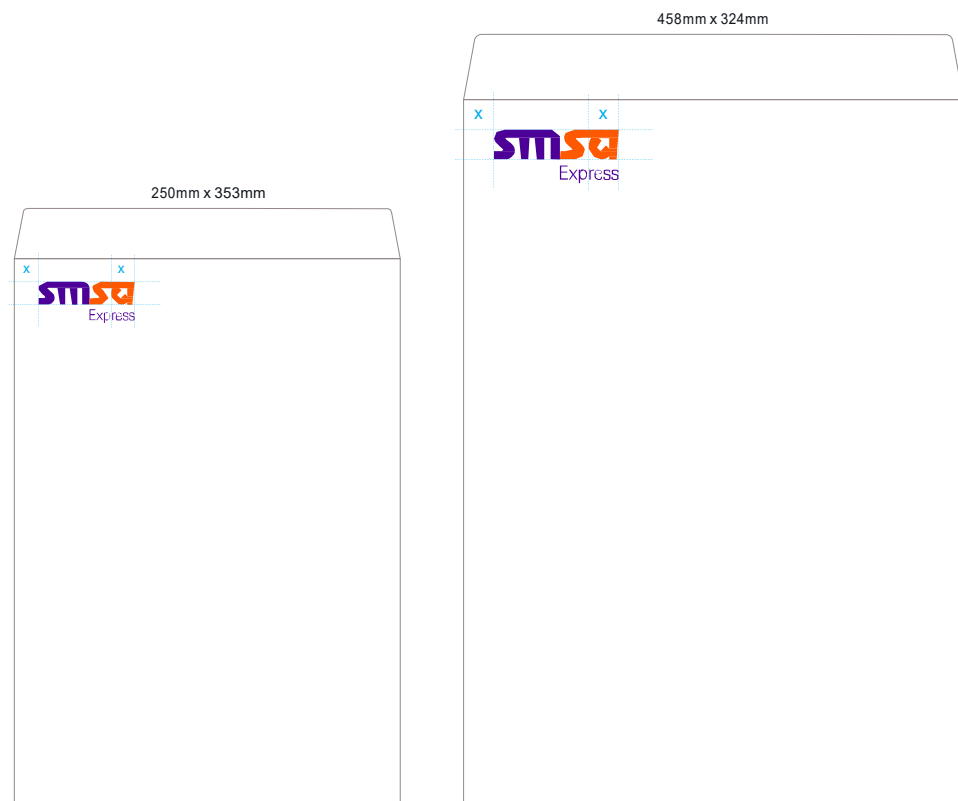 458mm x 324mm
x x
smsa
Express
250mm x 353mm
x x
smsa
Express